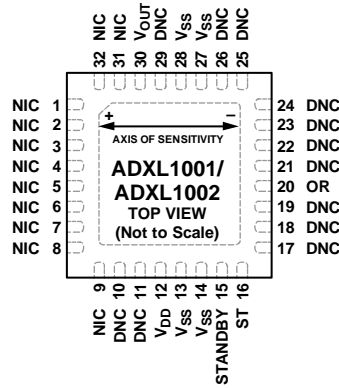 32 NIC
31 NIC
30 VOUT
29 DNC
28 VSS
27 VSS
26 DNC
25 DNC
NIC 1
NIC 2
NIC 3
NIC 4
NIC 5
NIC 6
NIC 7
NIC 8
+ −
AXIS OF SENSITIVITY
ADXL1001/
ADXL1002
TOP VIEW
(Not to Scale)
24 DNC
23 DNC
22 DNC
21 DNC
20 OR
19 DNC
18 DNC
17 DNC
NIC 9
DNC 10
DNC 11
VDD 12
VSS 13
VSS 14
STANDBY 15
ST 16